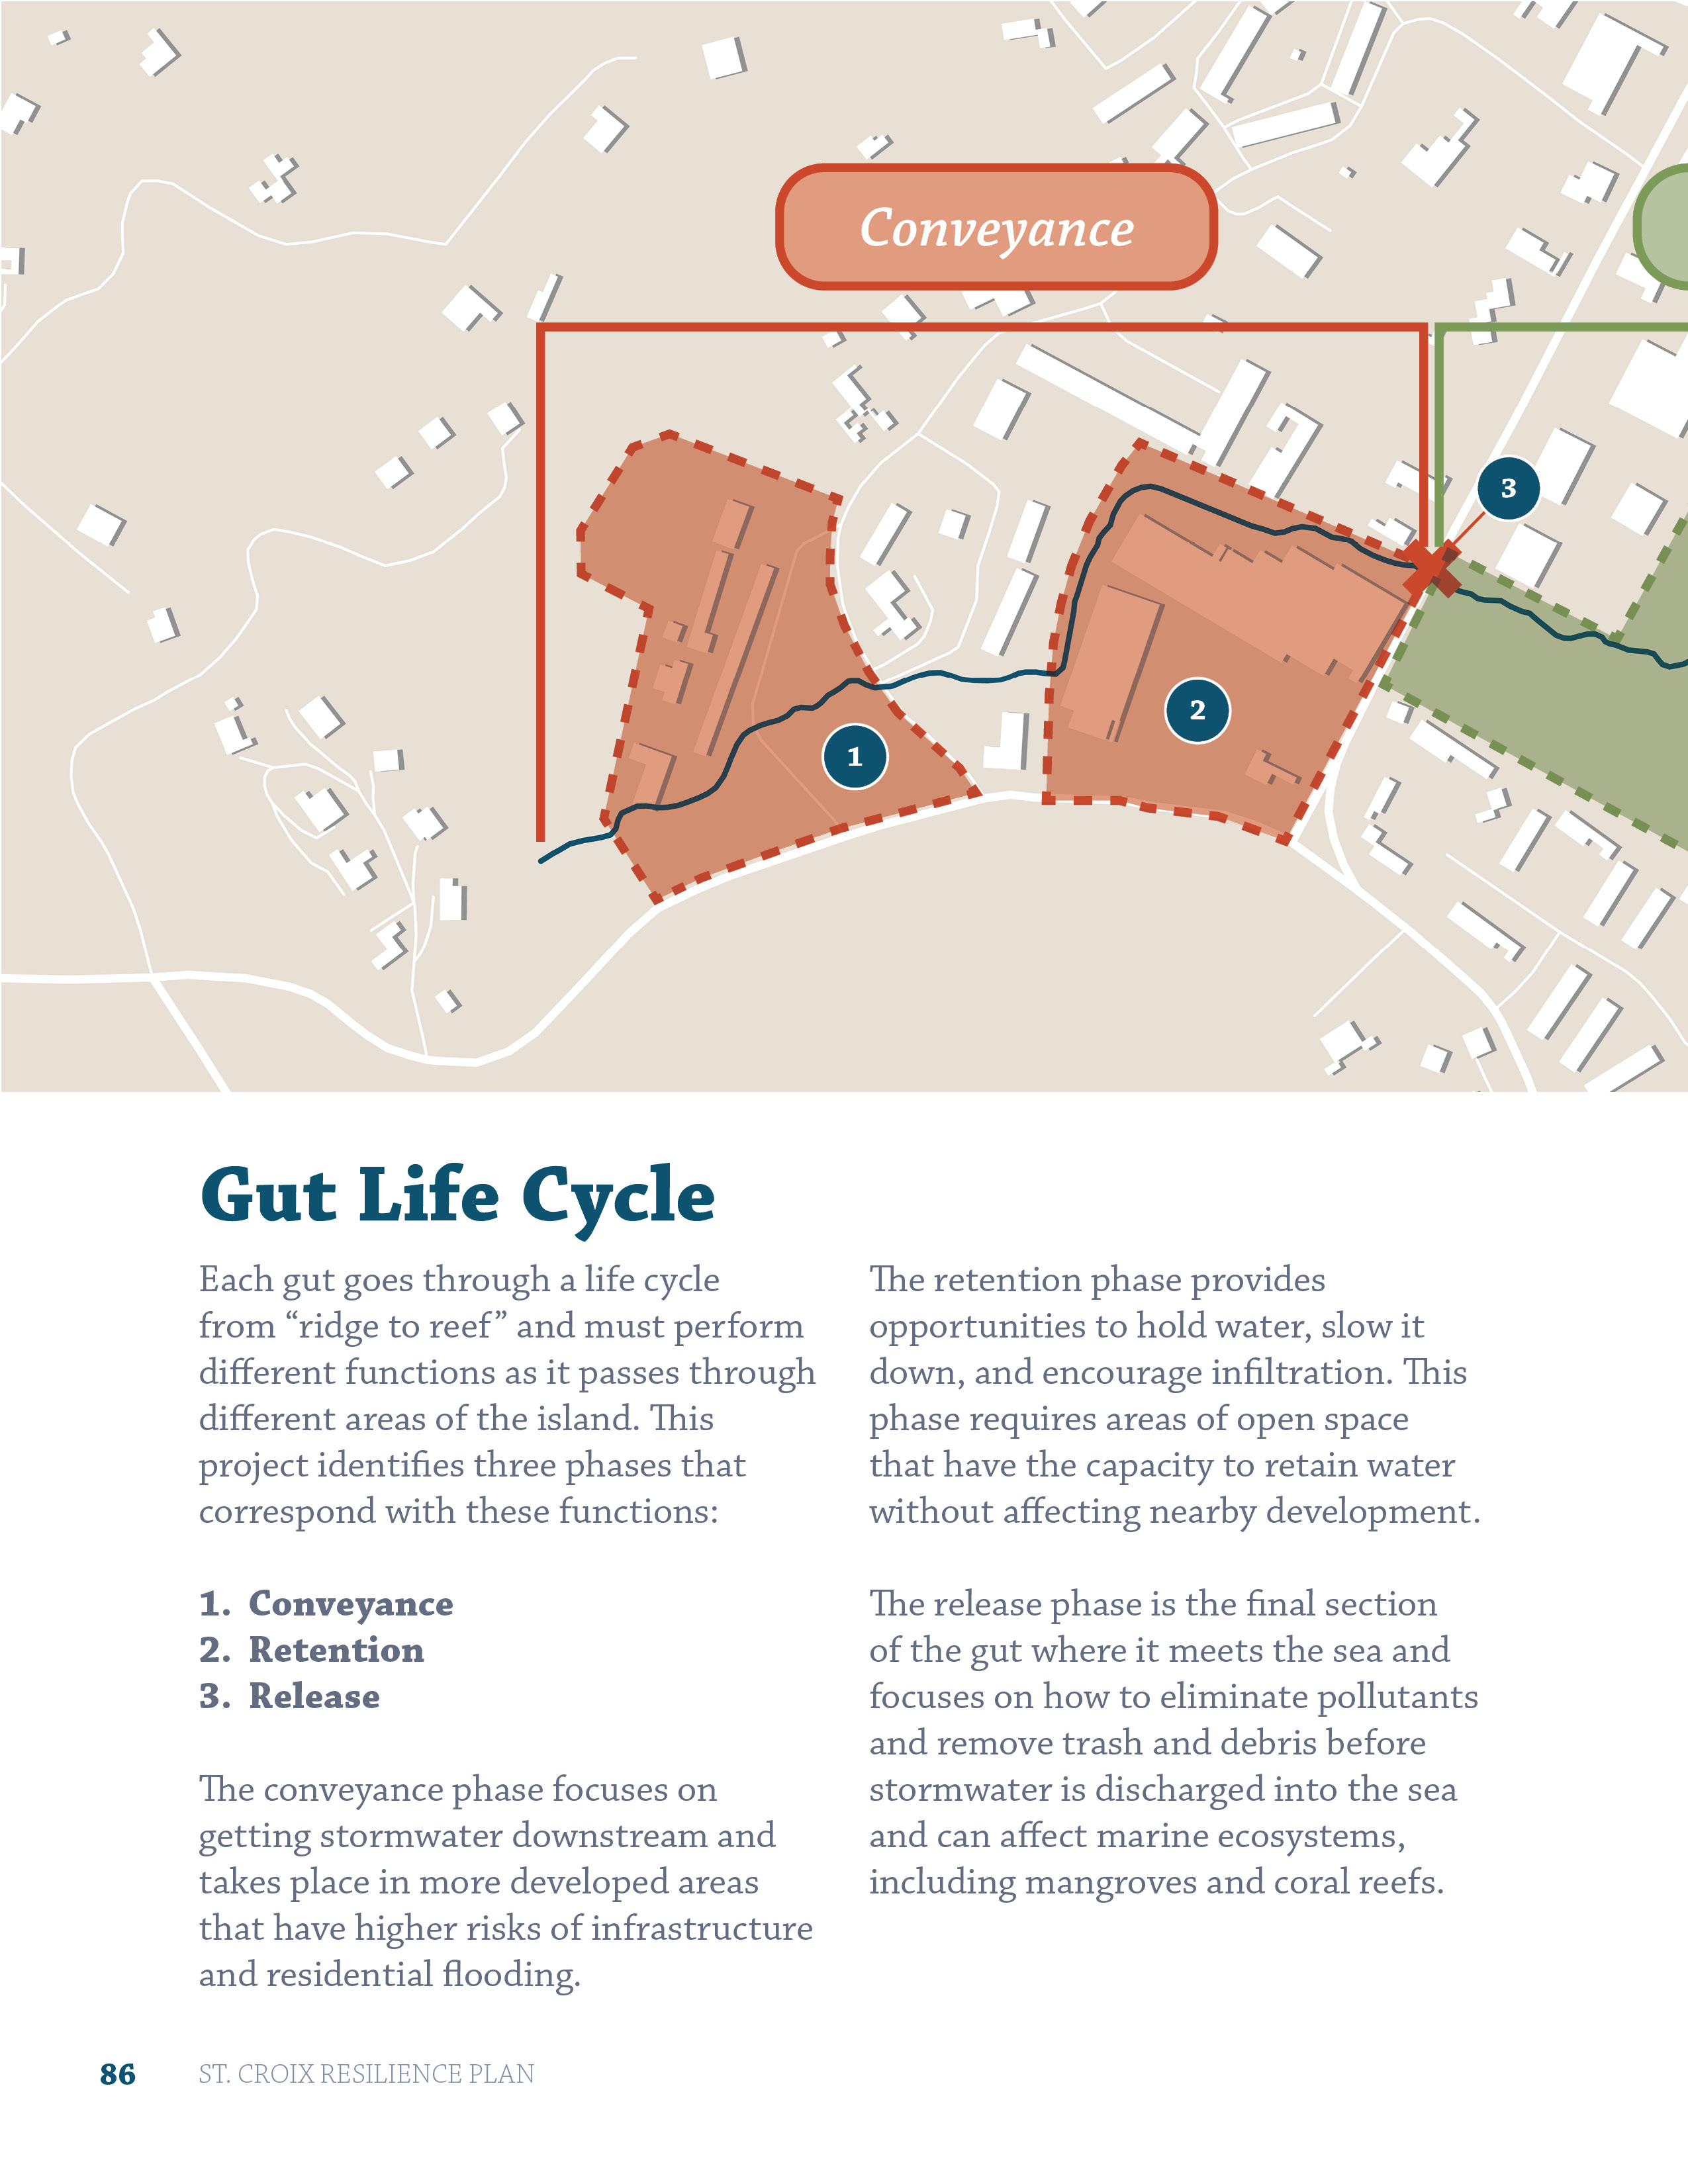 Conveyance
3
2
1
Gut Life Cycle
Each gut goes through a life cycle
from “ridge to reef” and must perform
different functions as it passes through
different areas of the island. This
project identifies three phases that
correspond with these functions:
1. Conveyance
2. Retention
3. Release
The conveyance phase focuses on
getting stormwater downstream and
takes place in more developed areas
that have higher risks of infrastructure
and residential flooding.
The retention phase provides
opportunities to hold water, slow it
down, and encourage infiltration. This
phase requires areas of open space
that have the capacity to retain water
without affecting nearby development.
The release phase is the final section
of the gut where it meets the sea and
focuses on how to eliminate pollutants
and remove trash and debris before
stormwater is discharged into the sea
and can affect marine ecosystems,
including mangroves and coral reefs.
86 ST. CROIX RESILIENCE PLAN